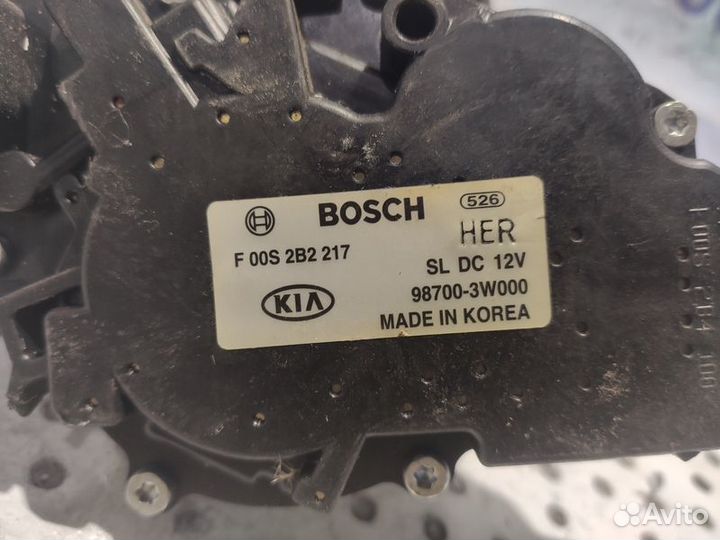 BOSCH
526
HER
F 00S 2B2 217
SL DC 12V
KIA
98700-3W000
MADE IN KOREA
Avito